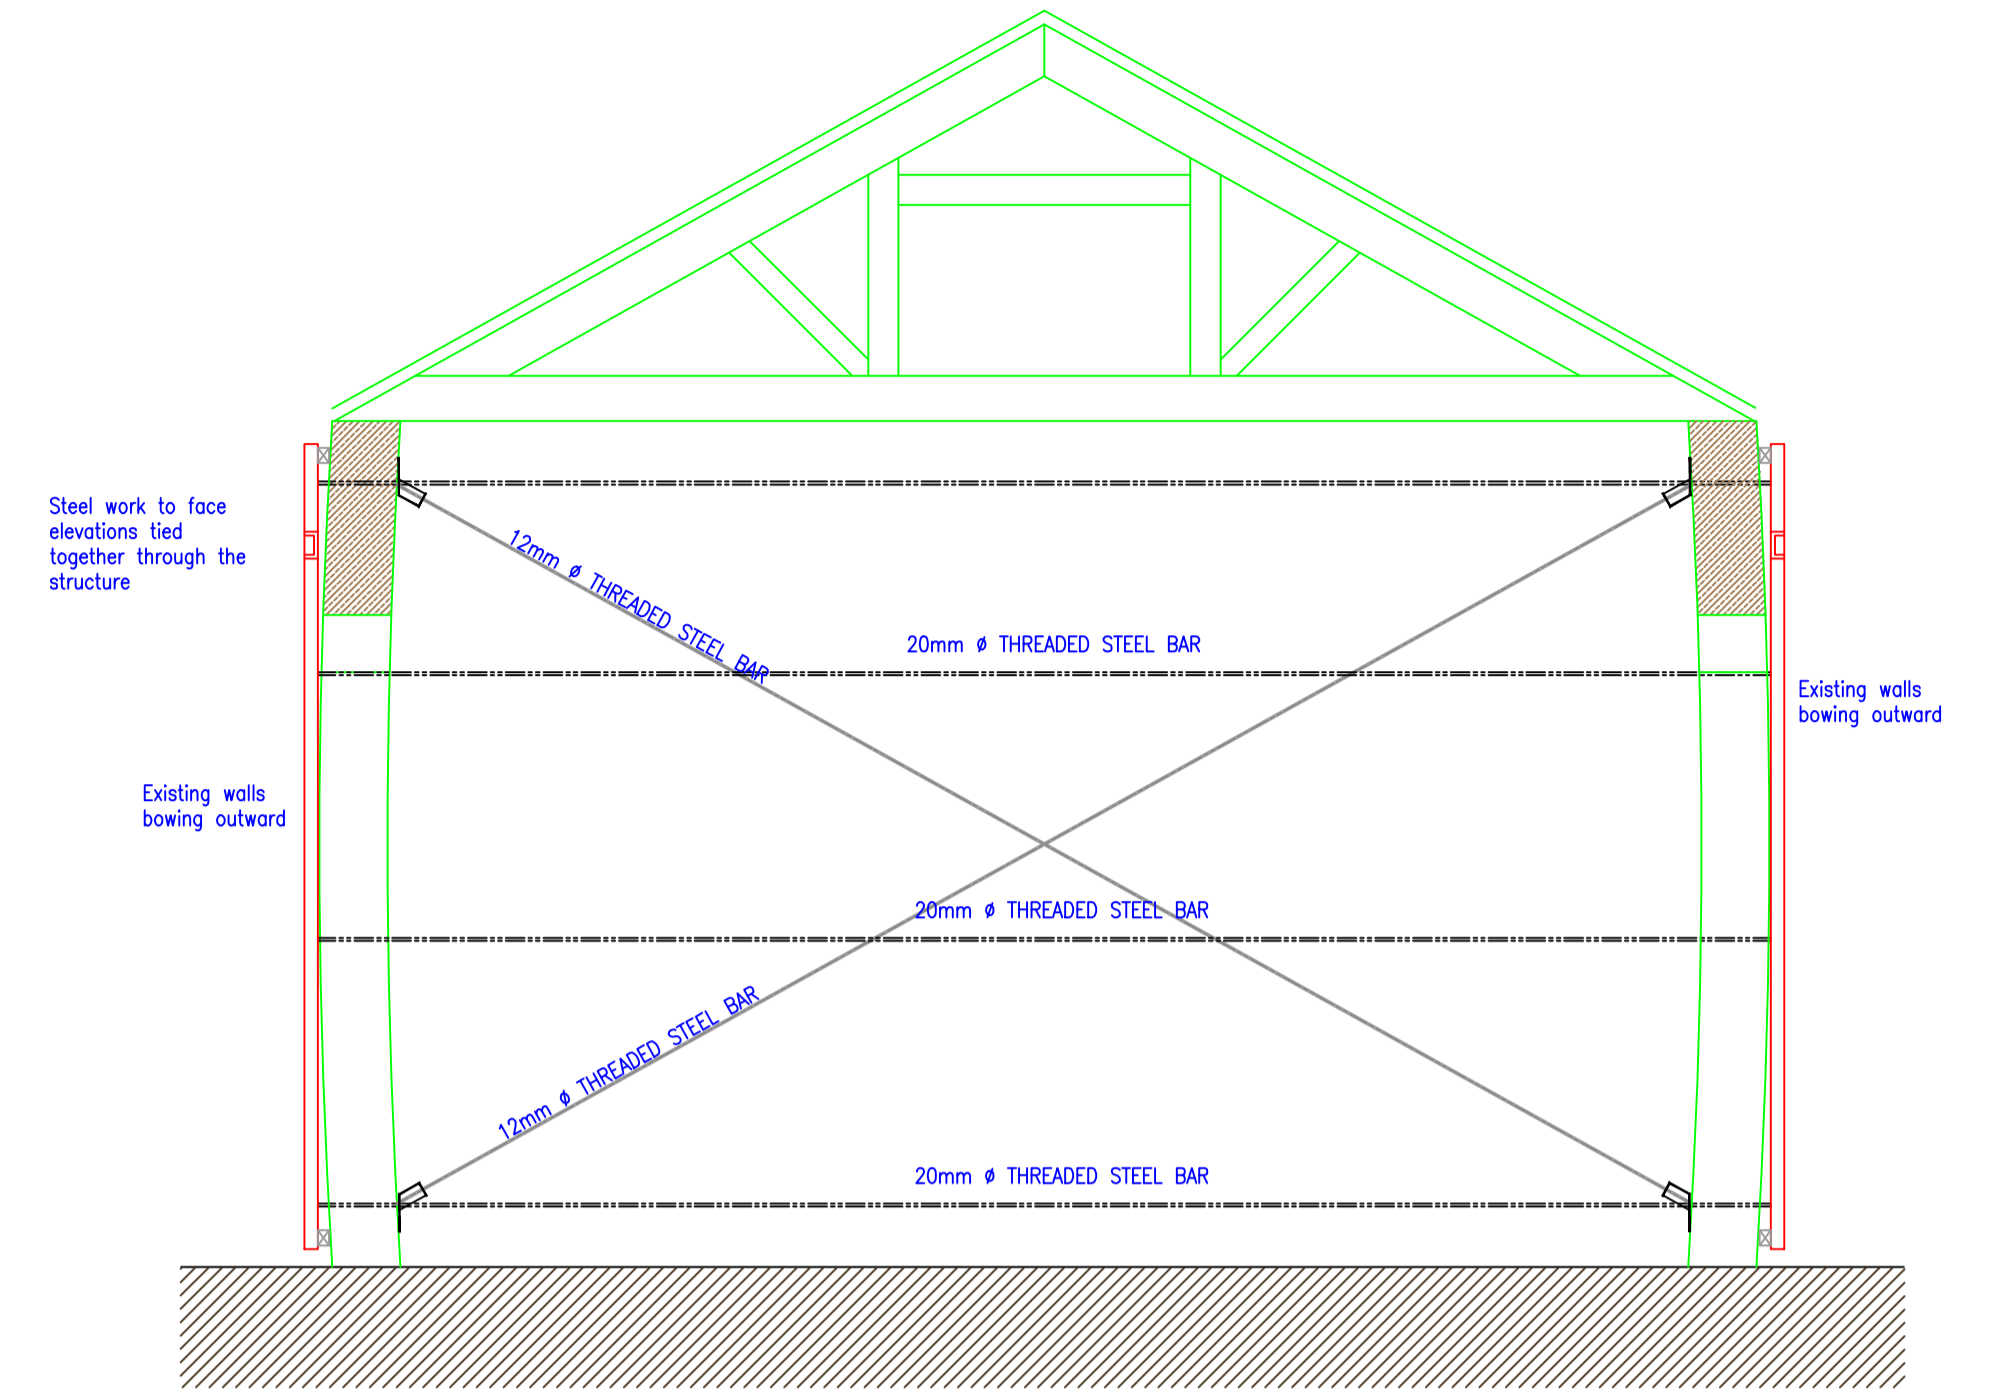 Steel work to face
elevations tied
together through the
structure
12mm ø THREADED STEEL BAR
20mm ø THREADED STEEL BAR
Existing walls
bowing outward
Existing walls
bowing outward
20mm ø THREADED STEEL BAR
12mm ø THREADED STEEL BAR
20mm ø THREADED STEEL BAR